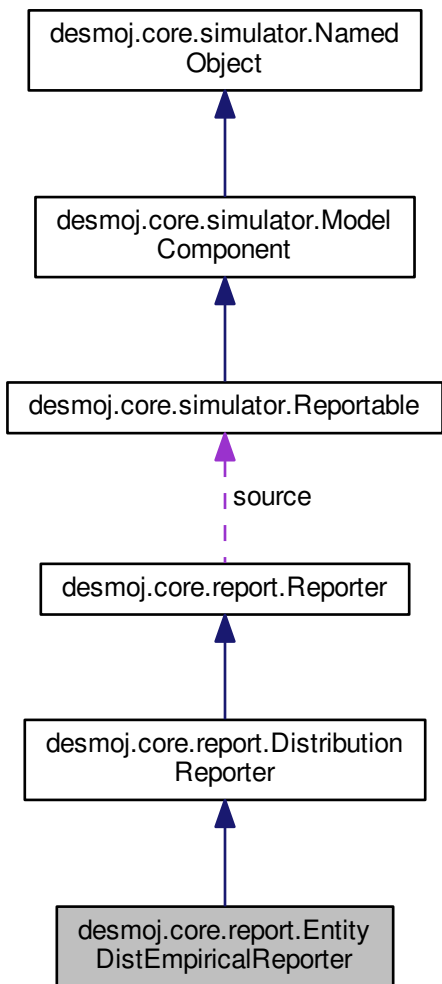 desmoj.core.simulator.Named
Object
desmoj.core.simulator.Model
Component
desmoj.core.simulator.Reportable
source
desmoj.core.report.Reporter
desmoj.core.report.Distribution
Reporter
desmoj.core.report.Entity
DistEmpiricalReporter